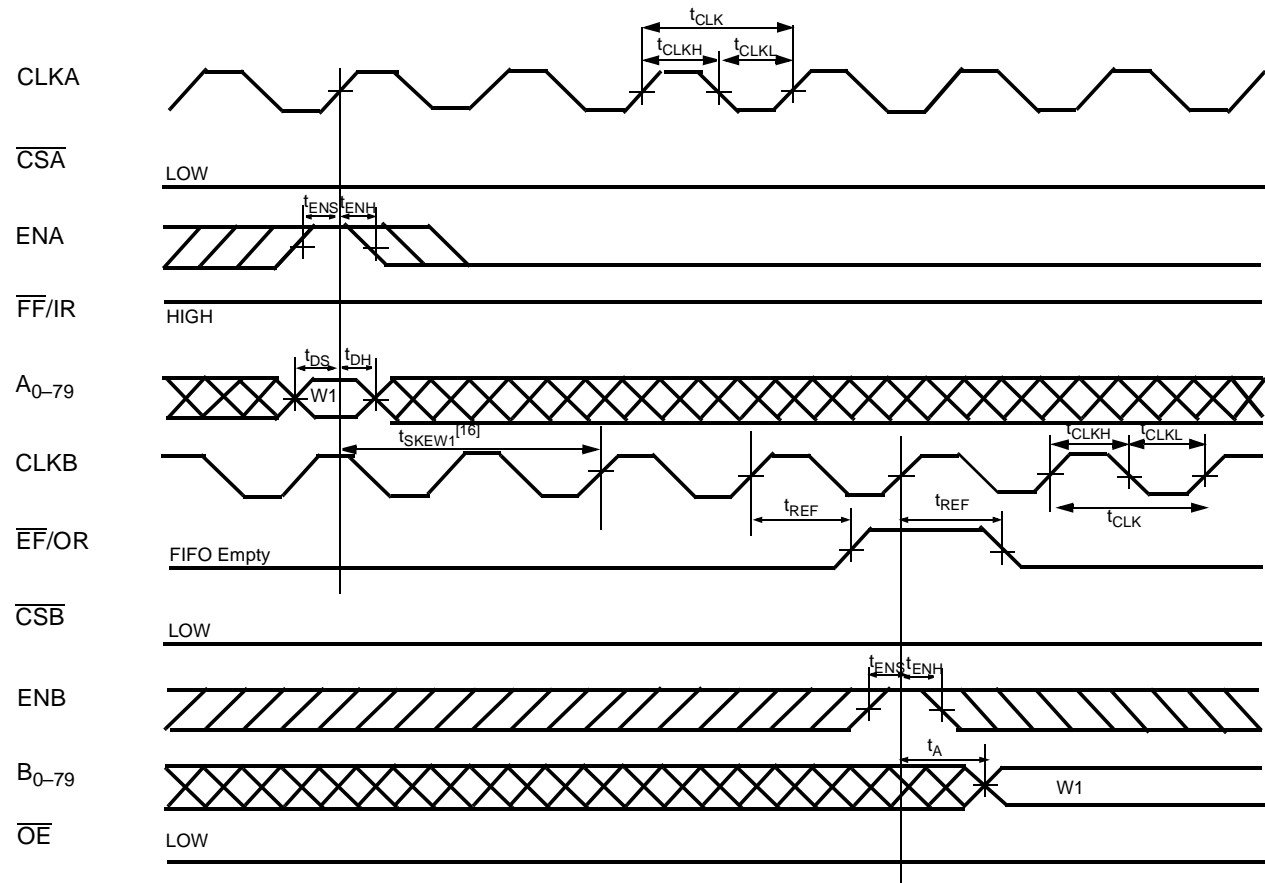 tCLK
tCLKH tCLKL
CLKA
CSA
LOW
tENS tENH
ENA
FF/IR
HIGH
tDS tDH
A0–79
W1
tSKEW1[16]
tCLKH tCLKL
CLKB
tREF tREF
tCLK
EF/OR
FIFO Empty
CSB
LOW
tENS tENH
ENB
tA
B0–79
W1
OE
LOW